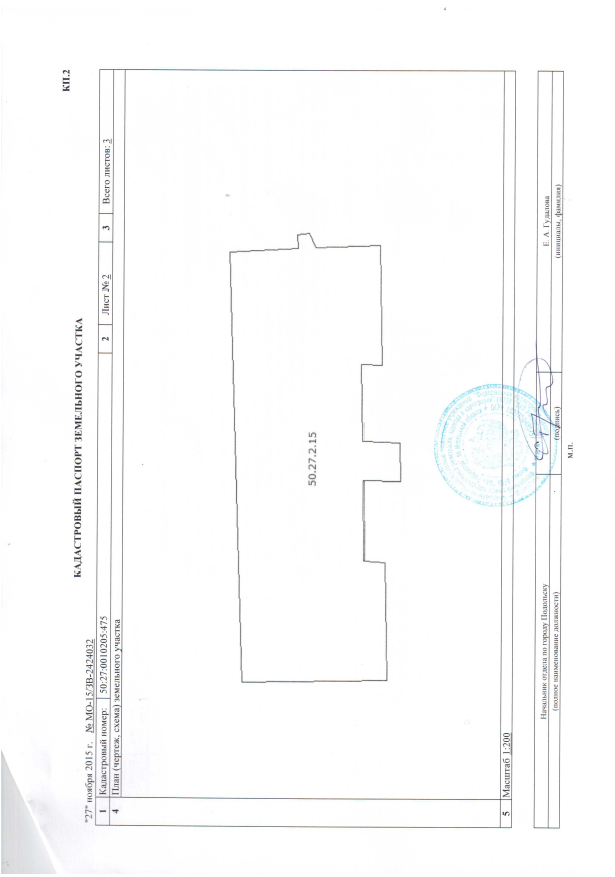 КП.2
КАДАСТРОВЫЙ ПАСПОРТ ЗЕМЕЛЬНОГО УЧАСТКА
"27" ноября 2015 г. № МО-15/ЗВ-2424032
1 Кадастровый номер: 50:27:0010205:475 2 Лист № 2 3 Всего листов: 3
4 План (чертеж, схема) земельного участка
50.27.2.15
5 Масштаб 1:200
Начальник отдела по городу Подольску Е. А. Гудалова
(полное наименование должности) (подпись) (инициалы, фамилия)
М.П.